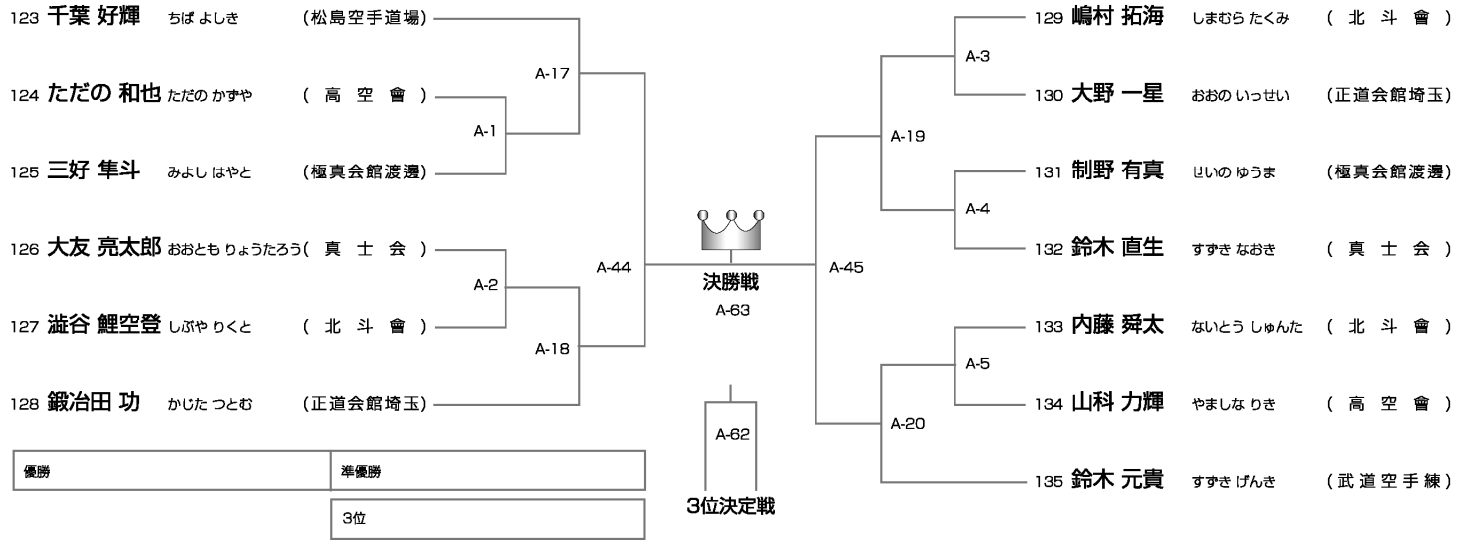 123 千葉 好輝 ちば よしき (松島空手道場)
A-17
124 ただの 和也 ただの かずや (高空會)
A-1
125 三好 隼斗 みよし はやと (極真会館渡邊)
A-44
126 大友 亮太郎 おおとも りょうたろう (真士会)
A-2
127 澁谷 鯉空登 しぶや りくと (北斗會)
A-18
128 鍛冶田 功 かじた つとむ (正道会館埼玉)
決勝戦
A-63
A-62
3位決定戦
129 嶋村 拓海 しまむら たくみ (北斗會)
A-3
130 大野 一星 おおの いっせい (正道会館埼玉)
A-19
131 制野 有真 せいの ゆうま (極真会館渡邊)
A-4
132 鈴木 直生 すずき なおき (真士会)
A-45
133 内藤 舜太 ないとう しゅんた (北斗會)
A-5
134 山科 力輝 やましな りき (高空會)
A-20
135 鈴木 元貴 すずき げんき (武道空手練)
優勝
準優勝
3位